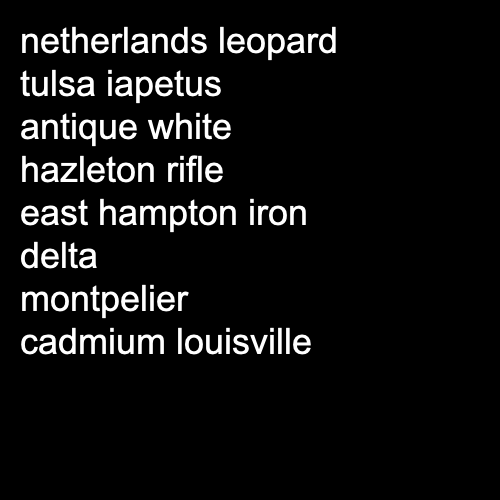 netherlands leopard
tulsa iapetus
antique white
hazleton rifle
east hampton iron
delta
montpelier
cadmium louisville